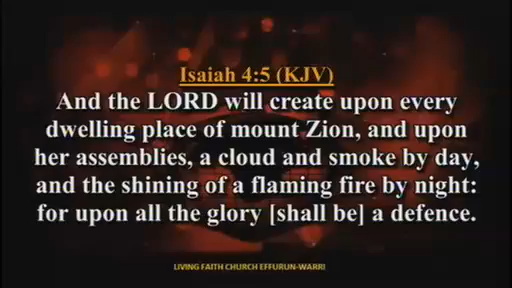 Isaiah 4:5 (KJV)
And the LORD will create upon every
dwelling place of mount Zion, and upon
her assemblies, a cloud and smoke by day,
and the shining of a flaming fire by night:
for upon all the glory [shall be] a defence.
LIVING FAITH CHURCH EFFURUN-WARRI